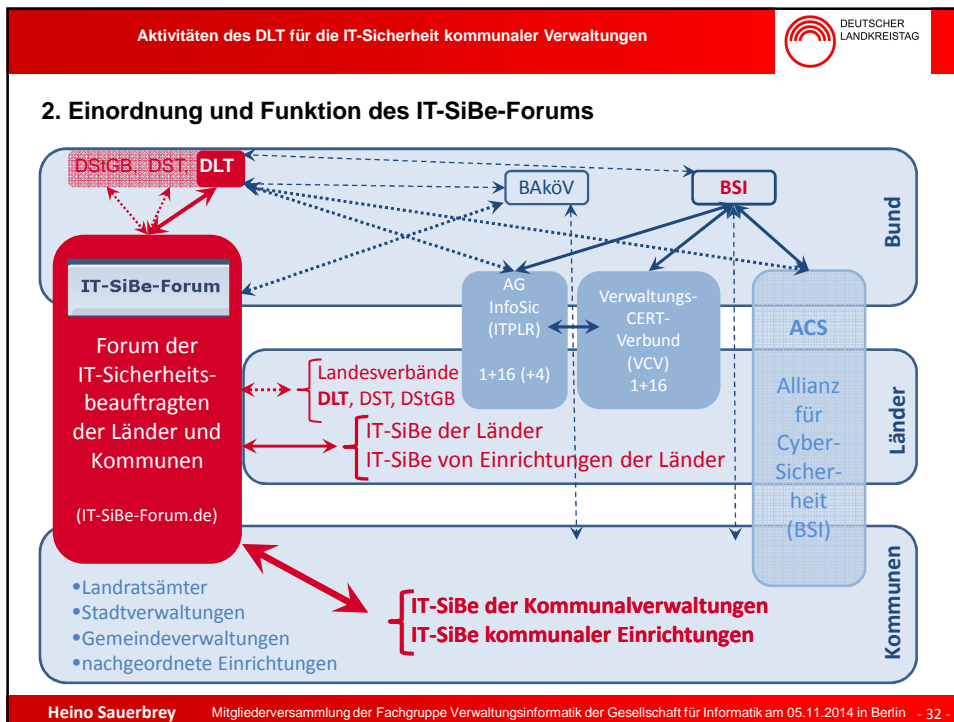 Aktivitäten des DLT für die IT-Sicherheit kommunaler Verwaltungen
DEUTSCHER
LANDKREISTAG
2. Einordnung und Funktion des IT-SiBe-Forums
DStGB, DST, DLT
BAköV
BSI
Bund
IT-SiBe-Forum
Forum der
IT-Sicherheits-
beauftragten
der Länder und
Kommunen
(IT-SiBe-Forum.de)
AG
InfoSic
(ITPLR)
1+16 (+4)
Verwaltungs-
CERT-
Verbund
(VCV)
1+16
ACS
Allianz
für
Cyber-
Sicher-
heit
(BSI)
Landesverbände
DLT, DST, DStGB
IT-SiBe der Länder
IT-SiBe von Einrichtungen der Länder
Länder
•Landratsämter
•Stadtverwaltungen
•Gemeindeverwaltungen
•nachgeordnete Einrichtungen
IT-SiBe der Kommunalverwaltungen
IT-SiBe kommunaler Einrichtungen
Kommunen
Heino Sauerbrey Mitgliederversammlung der Fachgruppe Verwaltungsinformatik der Gesellschaft für Informatik am 05.11.2014 in Berlin - 32 -